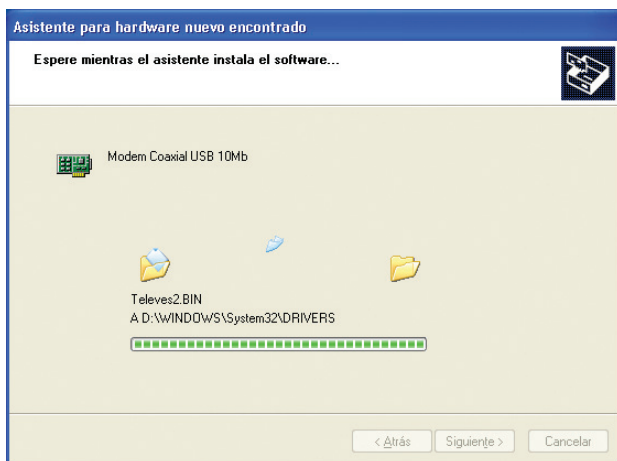 Asistente para hardware nuevo encontrado
Espere mientras el asistente instala el software...
Modem Coaxial USB 10Mb
Televes2.BIN
A D:\WINDOWS\System32\DRIVERS
< Atrás
Siguiente >
Cancelar